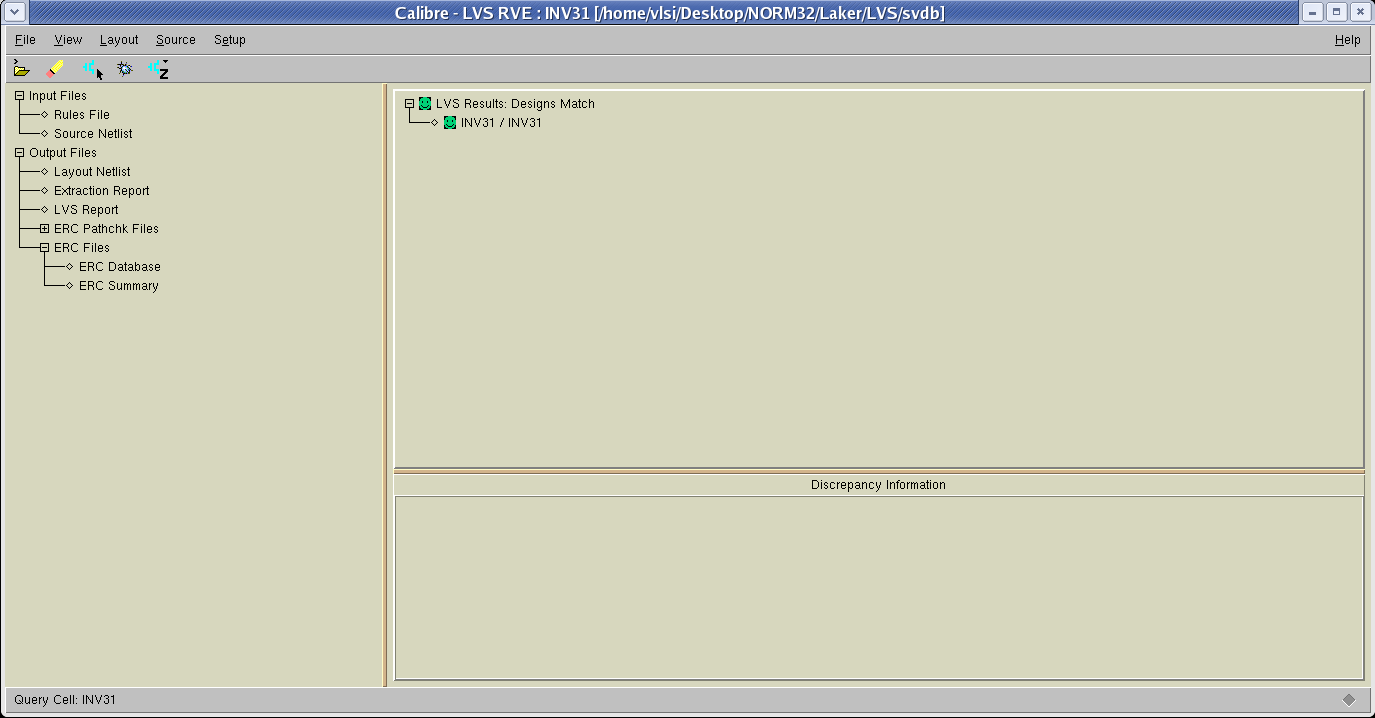 Calibre - LVS RVE : INV31 [/home/vlsi/Desktop/NORM32/Laker/LVS/svdb]
File View Layout Source Setup Help
Input Files
Rules File
Source Netlist
Output Files
Layout Netlist
Extraction Report
LVS Report
ERC Pathchk Files
ERC Files
ERC Database
ERC Summary
LVS Results: Designs Match
INV31 / INV31
Discrepancy Information
Query Cell: INV31